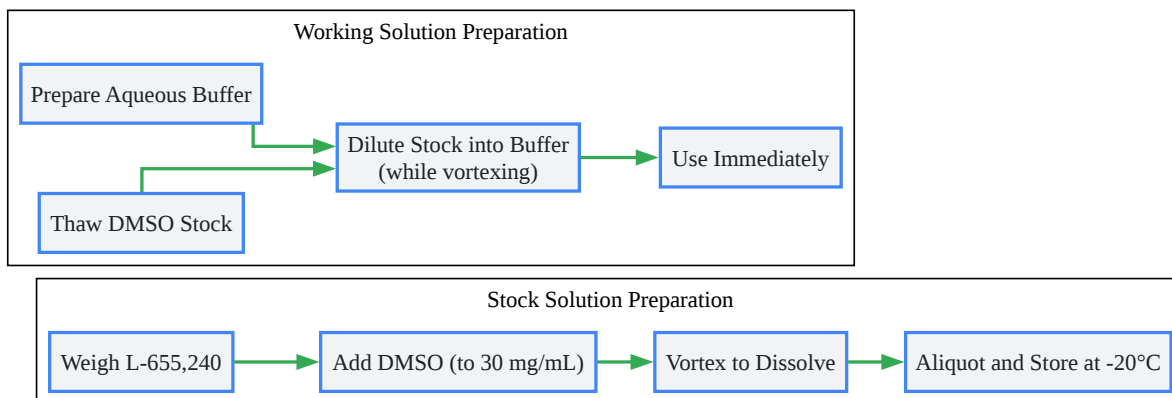 Working Solution Preparation
Prepare Aqueous Buffer
Thaw DMSO Stock
Dilute Stock into Buffer
(while vortexing)
Use Immediately
Stock Solution Preparation
Weigh L-655,240
Add DMSO (to 30 mg/mL)
Vortex to Dissolve
Aliquot and Store at -20°C